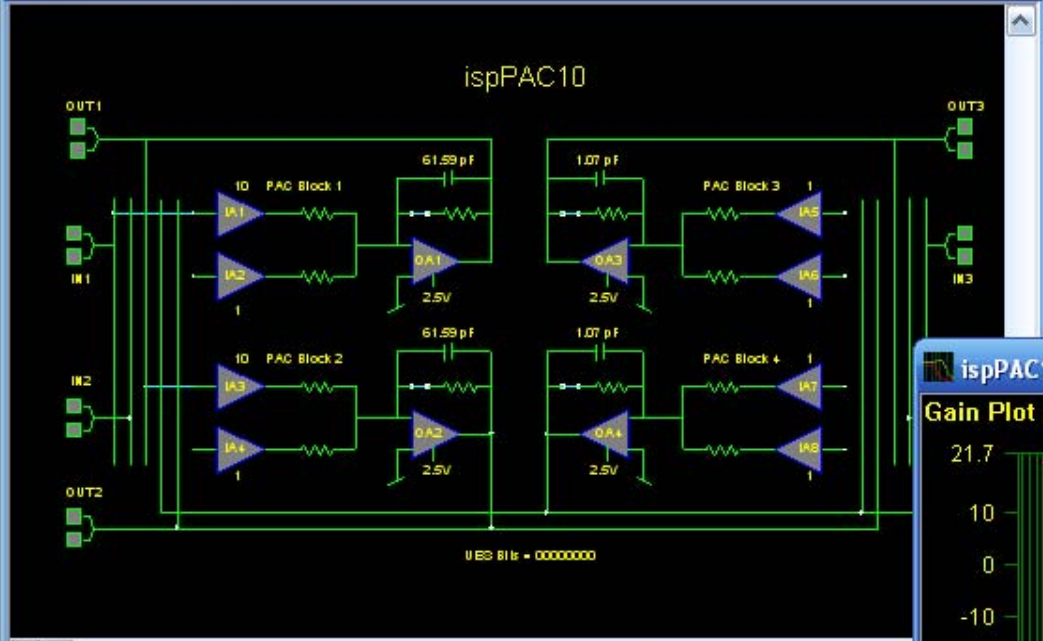 ispPAC10
OUT1
OUT3
61.59 pF
1.07 pF
10 PAC Block 1
PAC Block 3 1
IA1
IA5
IN1
IA2
OA1
OA3
IA6
IN3
2.5V
2.5V
1
1
61.59 pF
1.07 pF
10 PAC Block 2
PAC Block 4 1
IN2
IA3
IA7
IA4
OA2
OA4
IA8
2.5V
2.5V
1
1
OUT2
UES Bits = 00000000
ispPAC1
Gain Plot
21.7
10
0
-10